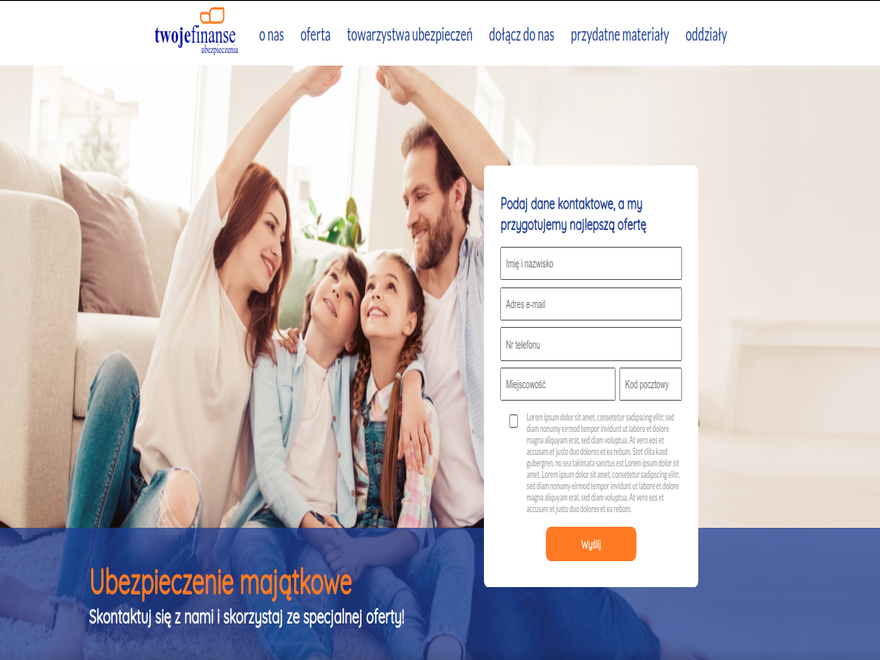 twojefinanse
ubezpieczenia
o nas oferta towarzystwa ubezpieczeń dołącz do nas przydatne materiały oddziały
Podaj dane kontaktowe, a my
przygotujemy najlepszą ofertę
Imię i nazwisko
Adres e-mail
Nr telefonu
Miejscowość Kod pocztowy
Lorem ipsum dolor sit amet, consetetur sadipscing elitr, sed
diam nonumy eirmod tempor invidunt ut labore et dolore
magna aliquyam erat, sed diam voluptua. At vero eos et
accusam et justo duo dolores et ea rebum. Stet clita kasd
gubergren, no sea takimata sanctus est Lorem ipsum dolor sit
amet. Lorem ipsum dolor sit amet, consetetur sadipscing elitr,
sed diam nonumy eirmod tempor invidunt ut labore et dolore
magna aliquyam erat, sed diam voluptua. At vero eos et
accusam et justo duo dolores et ea rebum.
Wyślij
Ubezpieczenie majątkowe
Skontaktuj się z nami i skorzystaj ze specjalnej oferty!